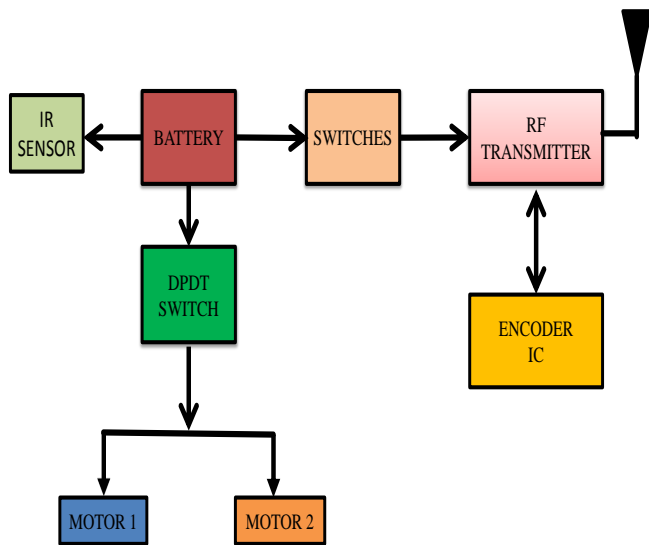 IR
SENSOR
BATTERY
SWITCHES
RF
TRANSMITTER
DPDT
SWITCH
ENCODER
IC
MOTOR 1
MOTOR 2